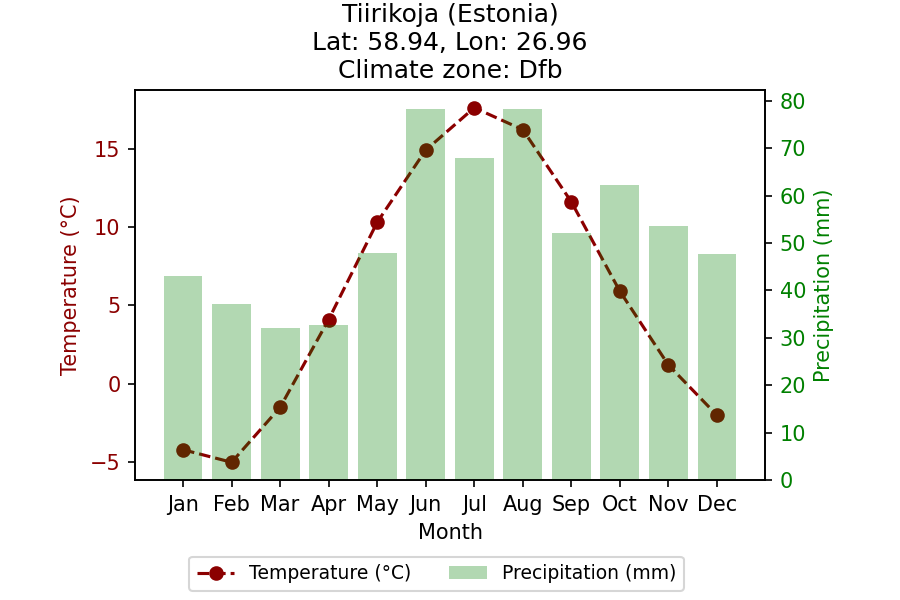 Tiirikoja (Estonia)
Lat: 58.94, Lon: 26.96
Climate zone: Dfb
Temperature (°C)
15
10
5
0
−5
80
70
60
50
40
30
20
10
0
Precipitation (mm)
Jan Feb Mar Apr May Jun Jul Aug Sep Oct Nov Dec
Month
Temperature (°C) Precipitation (mm)